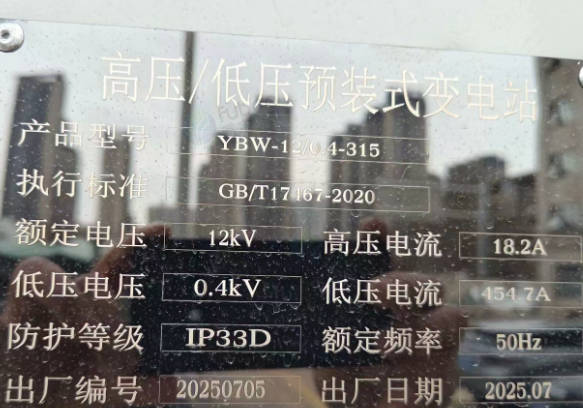 高压/低压预装式变电站
产品型号 YBW-12/0.4-315
执行标准 GB/T17467-2020
额定电压 12kV 高压电流 18.2A
低压电压 0.4kV 低压电流 454.7A
防护等级 IP33D 额定频率 50Hz
出厂编号 20250705 出厂日期 2025.07